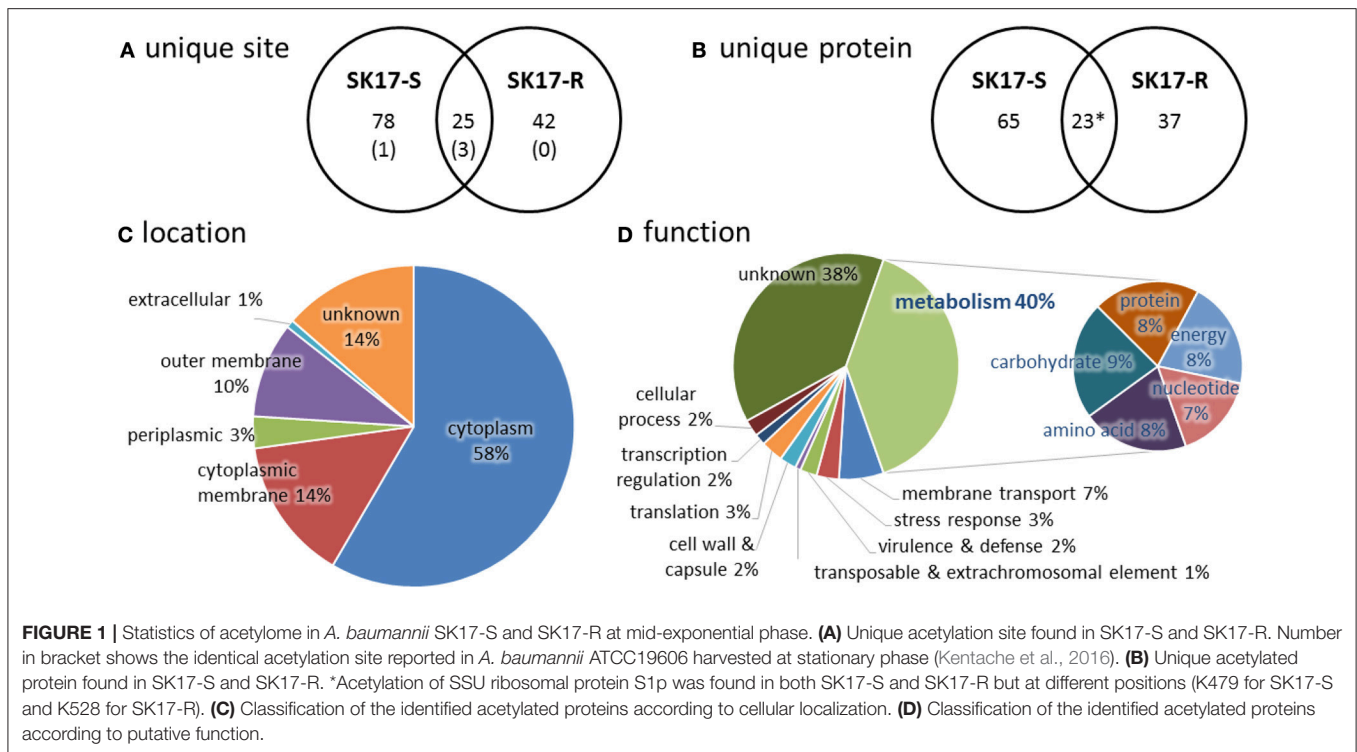 A unique site
SK17-S
SK17-R
78
(1)
25
(3)
42
(0)
B unique protein
SK17-S
SK17-R
65
23*
37
C location
extracellular 1%
unknown
14%
outer membrane
10%
periplasmic 3%
cytoplasmic
membrane 14%
cytoplasm
58%
D function
unknown 38%
metabolism 40%
protein
8%
energy
8%
carbohydrate 9%
nucleotide
7%
amino acid 8%
cellular
process 2%
transcription
regulation 2%
translation 3%
cell wall &
capsule 2%
membrane transport 7%
stress response 3%
virulence & defense 2%
transposable & extrachromosomal element 1%
FIGURE 1 | Statistics of acetylome in A. baumannii SK17-S and SK17-R at mid-exponential phase. (A) Unique acetylation site found in SK17-S and SK17-R. Number
in bracket shows the identical acetylation site reported in A. baumannii ATCC19606 harvested at stationary phase (Kentache et al., 2016). (B) Unique acetylated
protein found in SK17-S and SK17-R. *Acetylation of SSU ribosomal protein S1p was found in both SK17-S and SK17-R but at different positions (K479 for SK17-S
and K528 for SK17-R). (C) Classification of the identified acetylated proteins according to cellular localization. (D) Classification of the identified acetylated proteins
according to putative function.